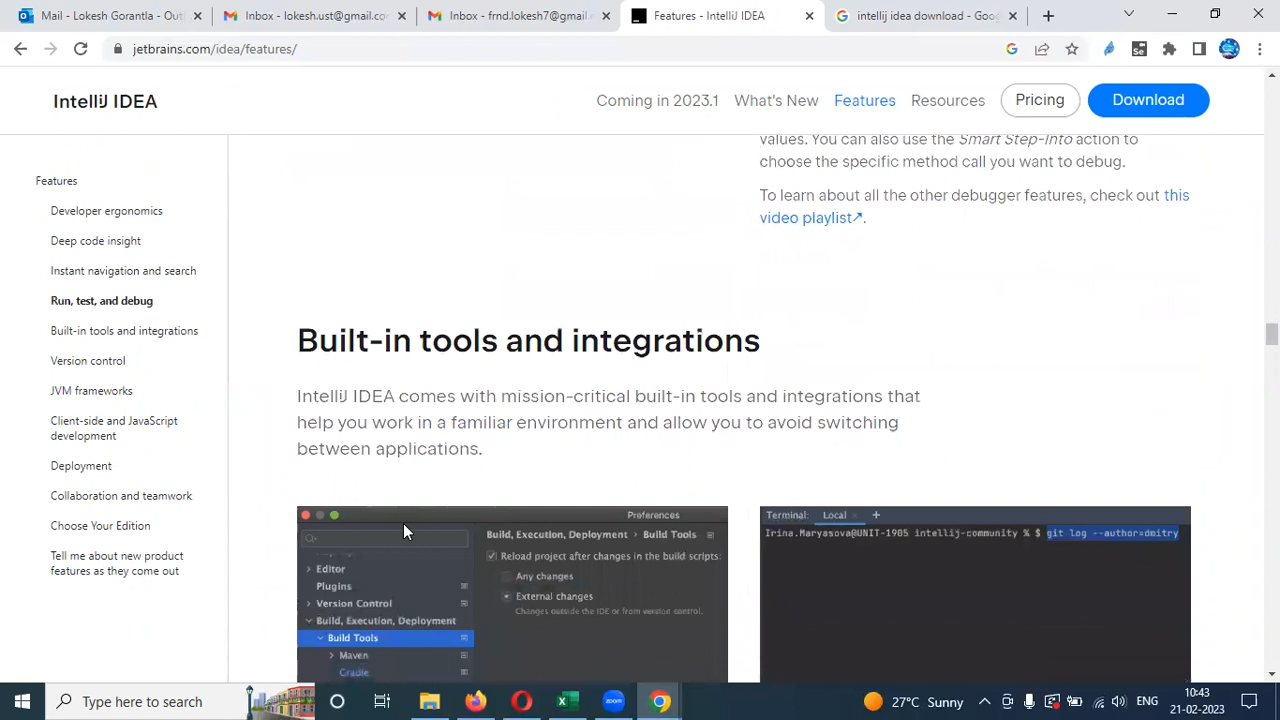 Mail - Lokesh Gorantla - Out
Inbox - lokesh.ust@gmail.co
Inbox - frnd.lokesh7@gmail.c
Features - IntelliJ IDEA
intellij idea download - Goog
jetbrains.com/idea/features/
IntelliJ IDEA
Coming in 2023.1
What's New
Features
Resources
Pricing
Download
values. You can also use the Smart Step-Into action to
choose the specific method call you want to debug.
To learn about all the other debugger features, check out this
video playlist↗.
Features
Developer ergonomics
Deep code insight
Instant navigation and search
Run, test, and debug
Built-in tools and integrations
Version control
JVM frameworks
Client-side and JavaScript
development
Deployment
Collaboration and teamwork
Choose Your Edition
Tell me about new product
features as they come out
Built-in tools and integrations
IntelliJ IDEA comes with mission-critical built-in tools and integrations that
help you work in a familiar environment and allow you to avoid switching
between applications.
Preferences
Editor
Plugins
Version Control
Build, Execution, Deployment
Build Tools
Maven
Gradle
Build, Execution, Deployment › Build Tools
Reload project after changes in the build scripts:
Any changes
External changes
Changes outside the IDE or from version control.
Terminal: Local × +
Irina.Maryasova@UNIT-1905 intellij-community % $ git log --author=dmitry
Type here to search
27°C Sunny
ENG
10:43
21-02-2023